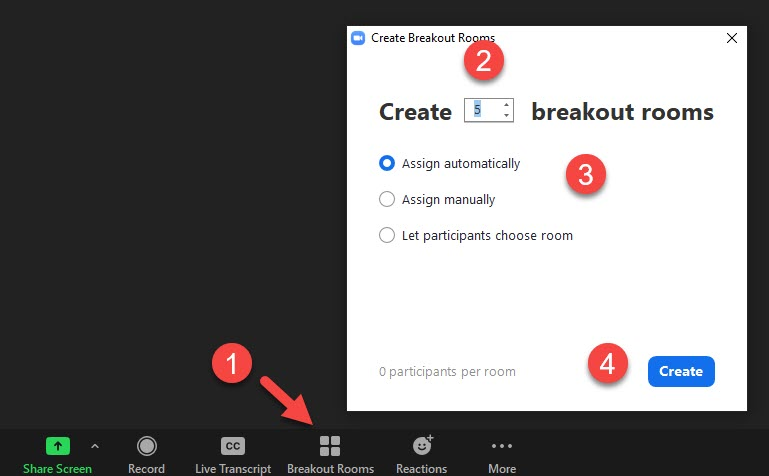 Create Breakout Rooms
2
Create 5 breakout rooms
Assign automatically
3
Assign manually
Let participants choose room
1
0 participants per room
4
Create
CC
Share Screen
Record
Live Transcript
Breakout Rooms
Reactions
More